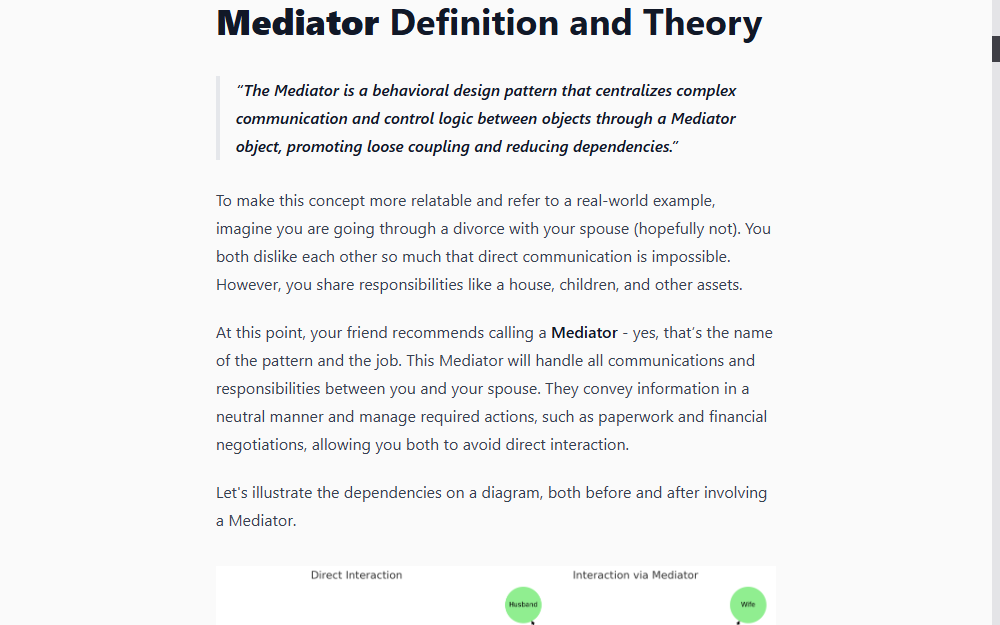 Mediator Definition and Theory
“The Mediator is a behavioral design pattern that centralizes complex
communication and control logic between objects through a Mediator
object, promoting loose coupling and reducing dependencies.”
To make this concept more relatable and refer to a real-world example,
imagine you are going through a divorce with your spouse (hopefully not). You
both dislike each other so much that direct communication is impossible.
However, you share responsibilities like a house, children, and other assets.
At this point, your friend recommends calling a Mediator - yes, that’s the name
of the pattern and the job. This Mediator will handle all communications and
responsibilities between you and your spouse. They convey information in a
neutral manner and manage required actions, such as paperwork and financial
negotiations, allowing you both to avoid direct interaction.
Let's illustrate the dependencies on a diagram, both before and after involving
a Mediator.
Direct Interaction
Interaction via Mediator
Husband
Wife